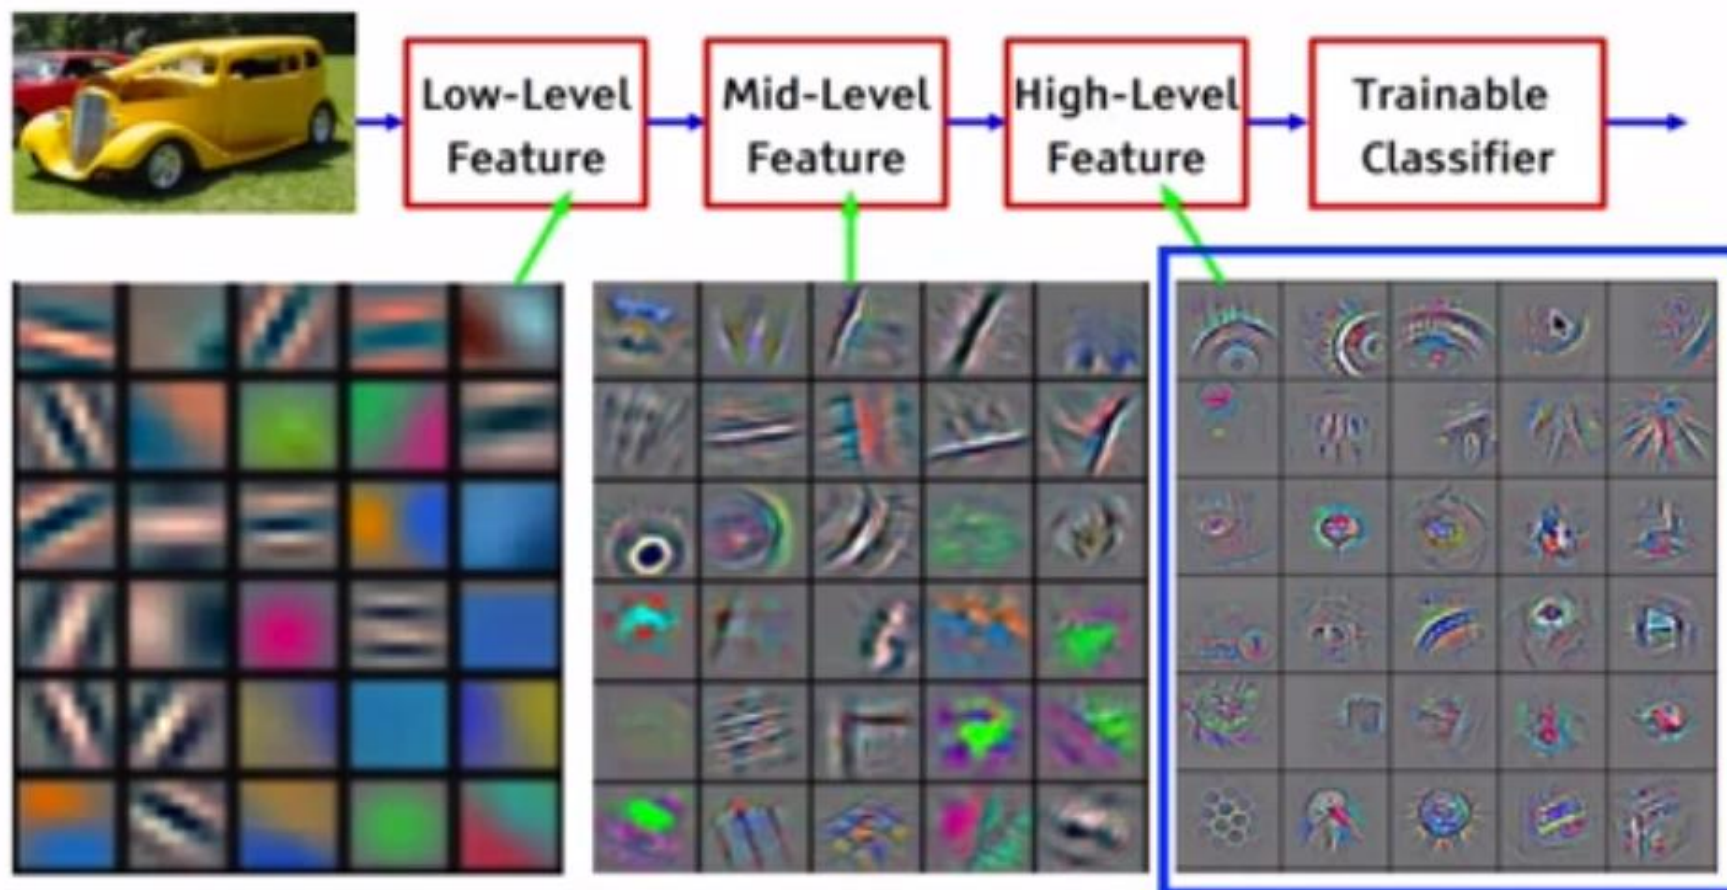 Low-Level
Feature
Mid-Level
Feature
High-Level
Feature
Trainable
Classifier